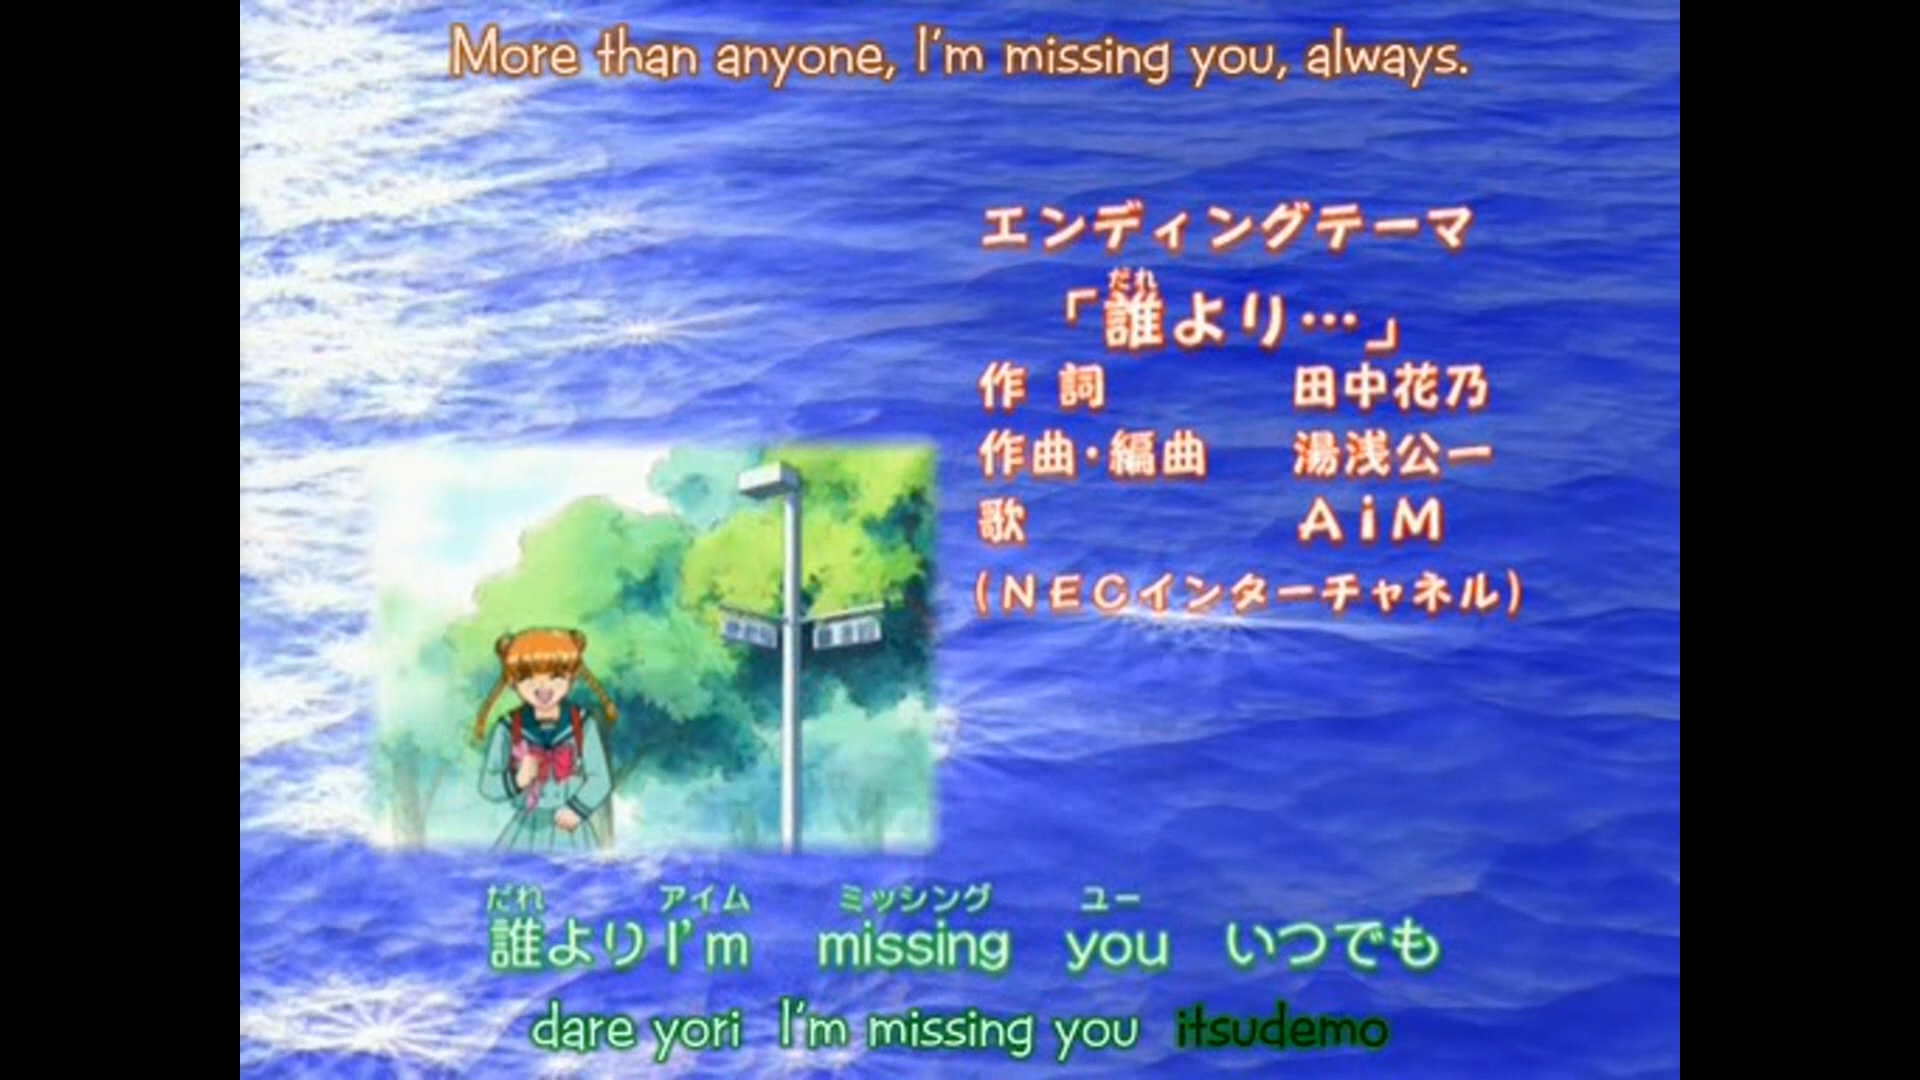 More than anyone, I'm missing you, always.
エンディングテーマ
だれ
「誰より…」
作詞 田中花乃
作曲・編曲 湯浅公一
歌 AiM
(NECインターチャネル)
だれ アイム ミッシング ユー
誰より I'm missing you いつでも
dare yori I'm missing you itsudemo